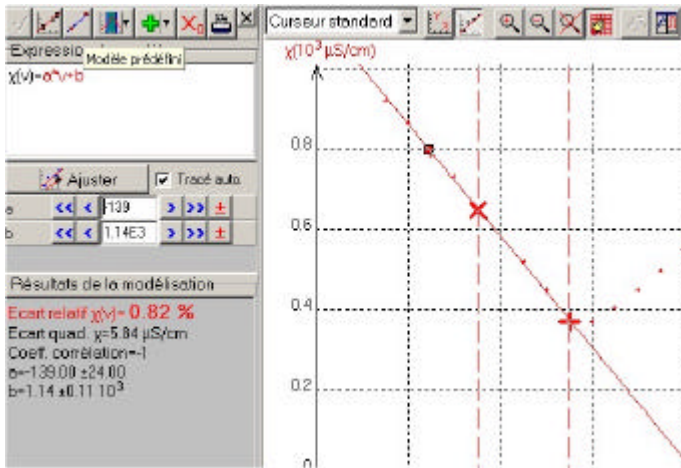 Curseur standard
Expressio
Modèle prédéfini
χ(v)=a*v+b
Ajuster
Tracé auto.
a << < -139 > >> ±
b << < 1.14E3 > >> ±
Résultats de la modélisation
Ecart relatif χ(v)= 0.82 %
Ecart quad. χ=5.84 µS/cm
Coeff. corrélation=-1
a=-139.00 ±24.00
b=1.14 ±0.11 10³
χ(10³ µS/cm)
0.8
0.6
0.4
0.2
0.0